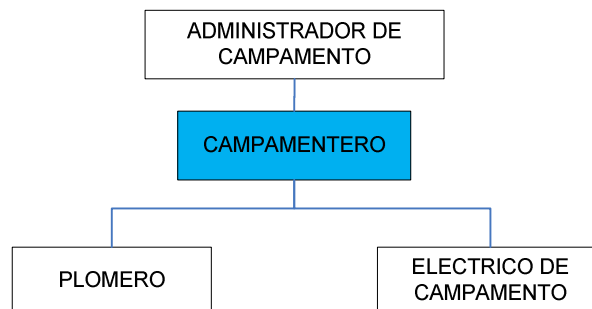 ADMINISTRADOR DE
CAMPAMENTO
CAMPAMENTERO
PLOMERO
ELECTRICO DE
CAMPAMENTO